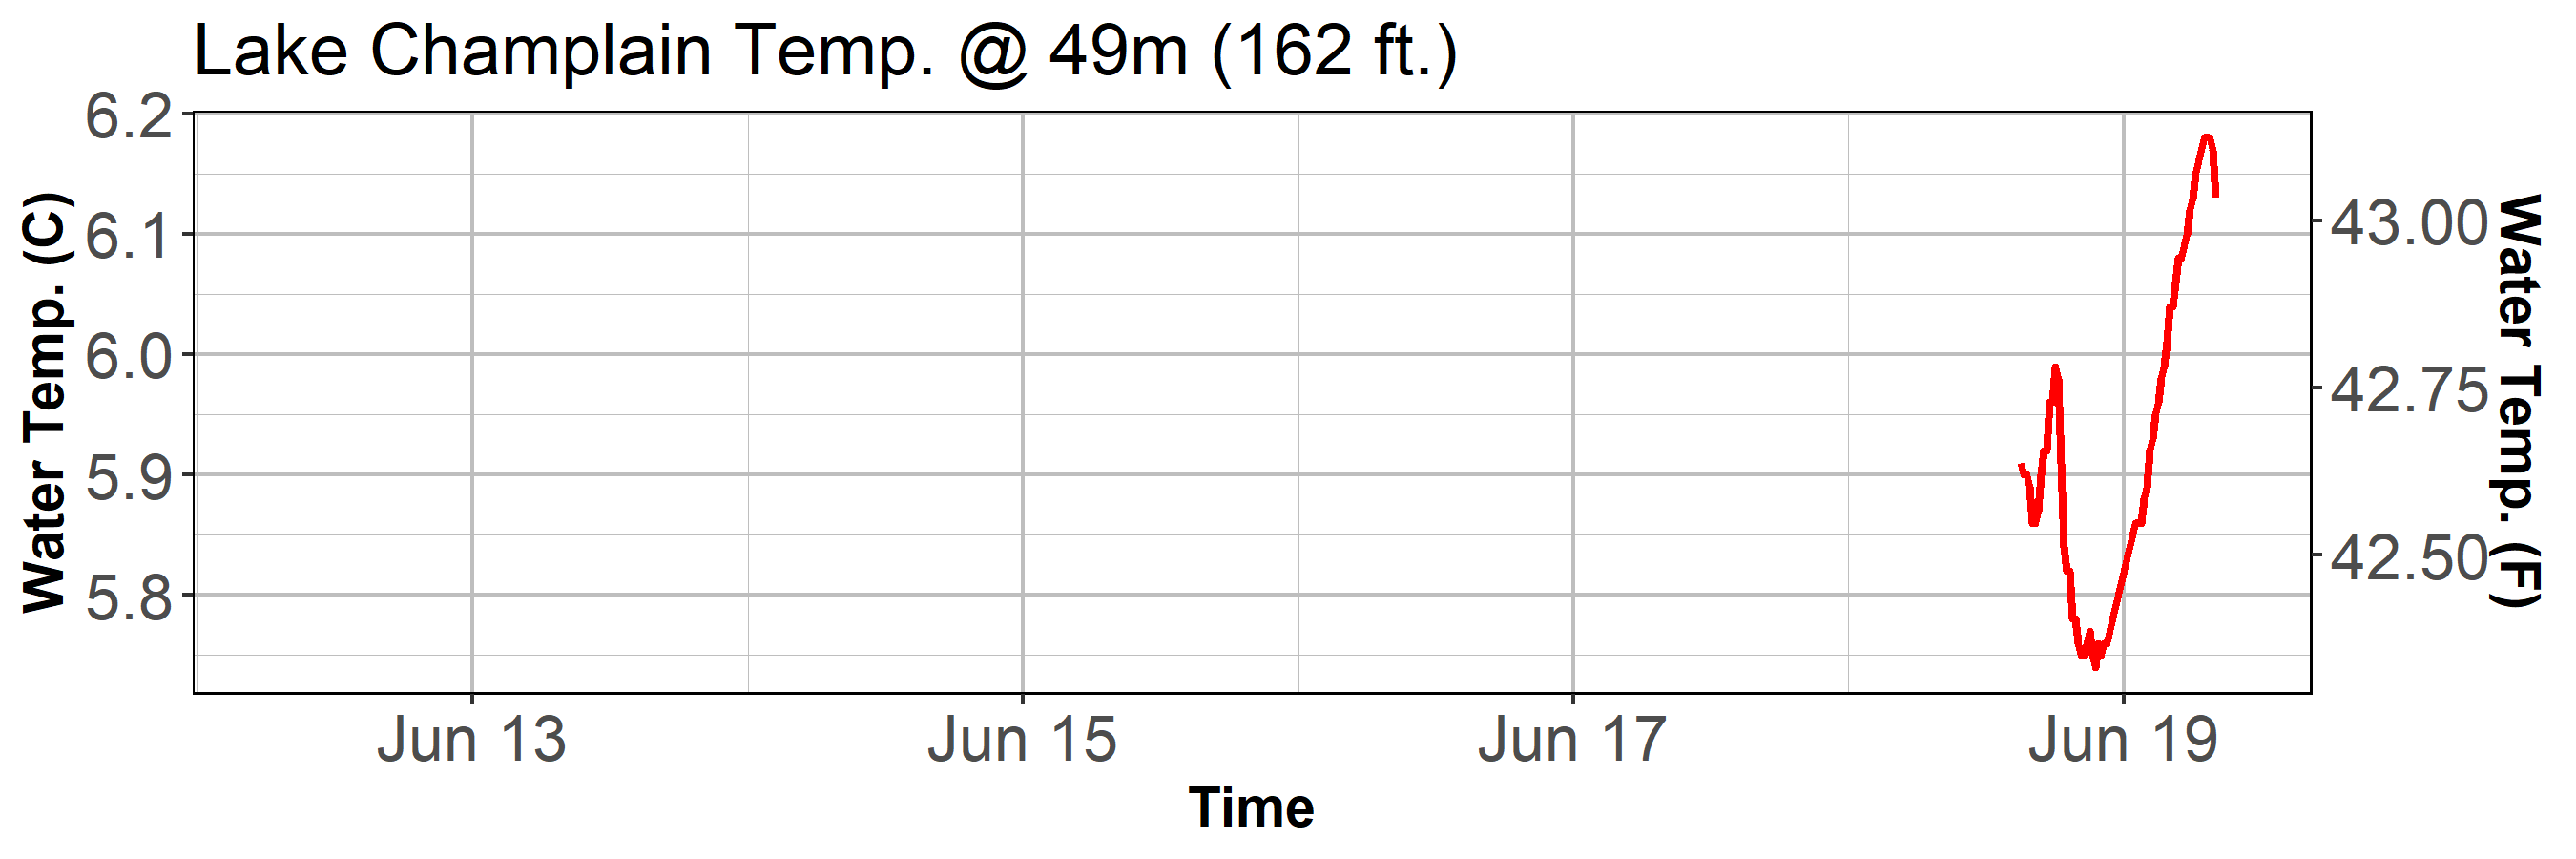 Lake Champlain Temp. @ 49m (162 ft.)
Water Temp. (C)
6.2
6.1
6.0
5.9
5.8
43.00
42.75
42.50
Water Temp. (F)
Jun 13
Jun 15
Jun 17
Jun 19
Time